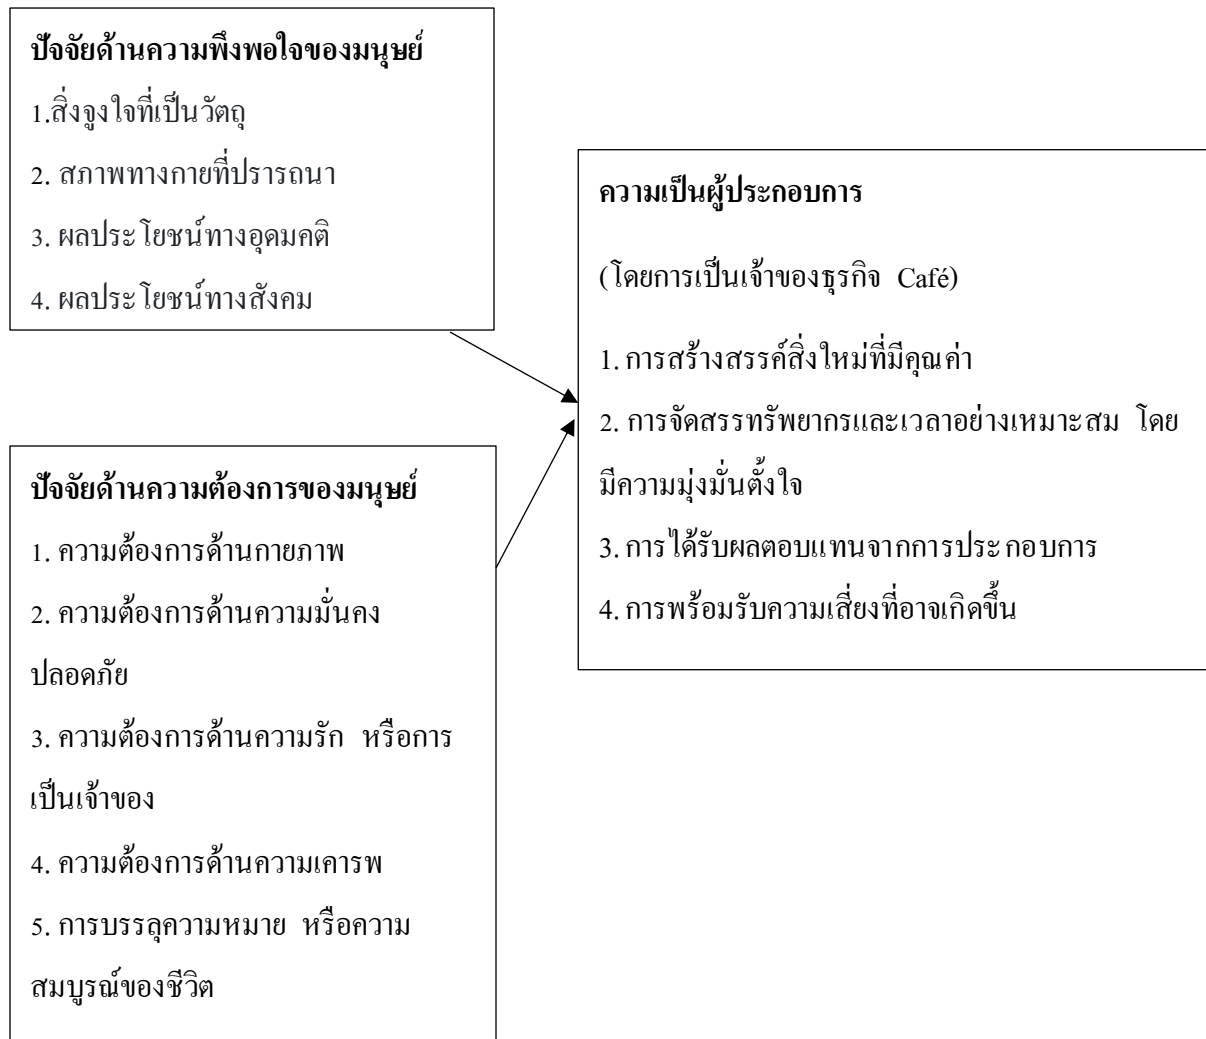 ปัจจัยด้านความพึงพอใจของมนุษย์
1.สิ่งจูงใจที่เป็นวัตถุ
2. สภาพทางกายที่ปรารถนา
3. ผลประโยชน์ทางอุดมคติ
4. ผลประโยชน์ทางสังคม
ความเป็นผู้ประกอบการ
(โดยการเป็นเจ้าของธุรกิจ Café)
1. การสร้างสรรค์สิ่งใหม่ที่มีคุณค่า
2. การจัดสรรทรัพยากรและเวลาอย่างเหมาะสม โดย
มีความมุ่งมั่นตั้งใจ
3. การได้รับผลตอบแทนจากการประกอบการ
4. การพร้อมรับความเสี่ยงที่อาจเกิดขึ้น
ปัจจัยด้านความต้องการของมนุษย์
1. ความต้องการด้านกายภาพ
2. ความต้องการด้านความมั่นคง
ปลอดภัย
3. ความต้องการด้านความรัก หรือการ
เป็นเจ้าของ
4. ความต้องการด้านความเคารพ
5. การบรรลุความหมาย หรือความ
สมบูรณ์ของชีวิต